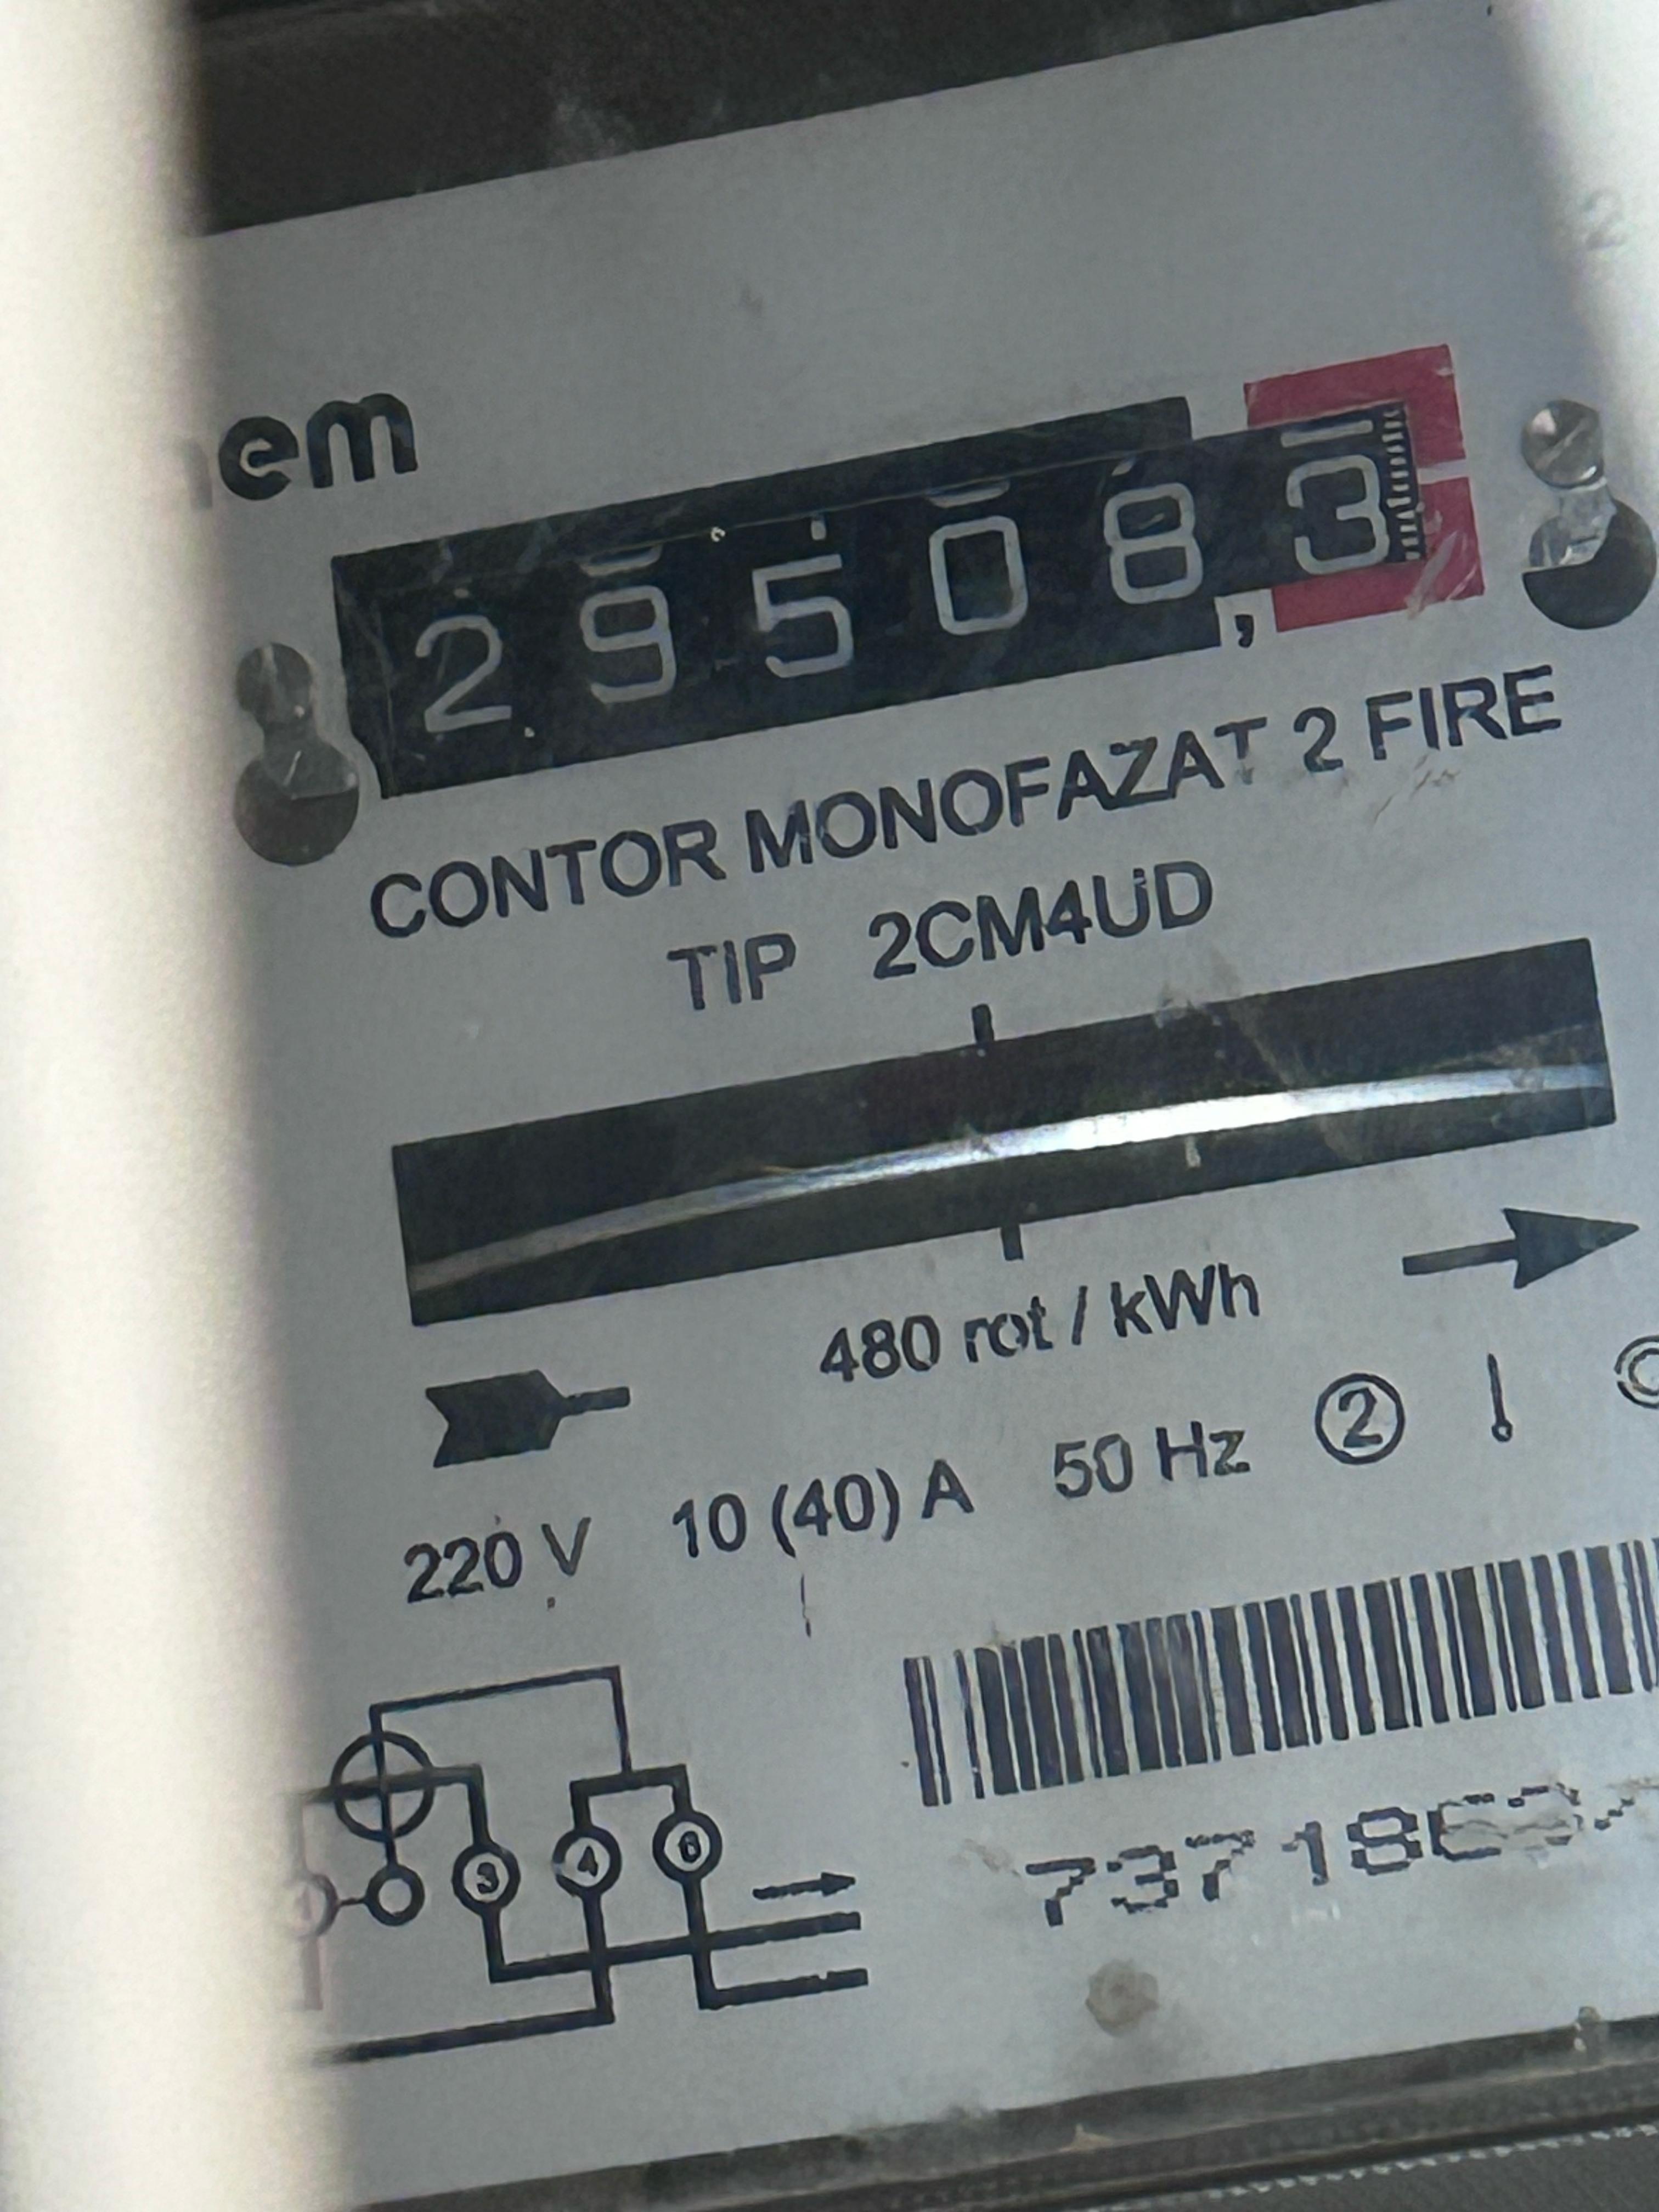 em
29508,3
CONTOR MONOFAZAT 2 FIRE
TIP 2CM4UD
480 rot / kWh
220 V 10 (40) A 50 Hz 2
3 4 6